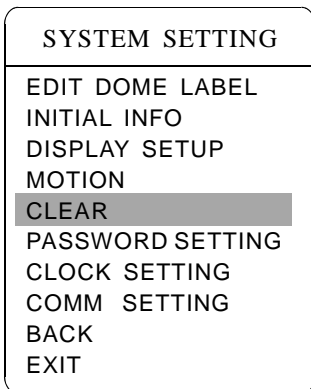 SYSTEM SETTING
EDIT DOME LABEL
INITIAL INFO
DISPLAY SETUP
MOTION
CLEAR
PASSWORD SETTING
CLOCK SETTING
COMM SETTING
BACK
EXIT